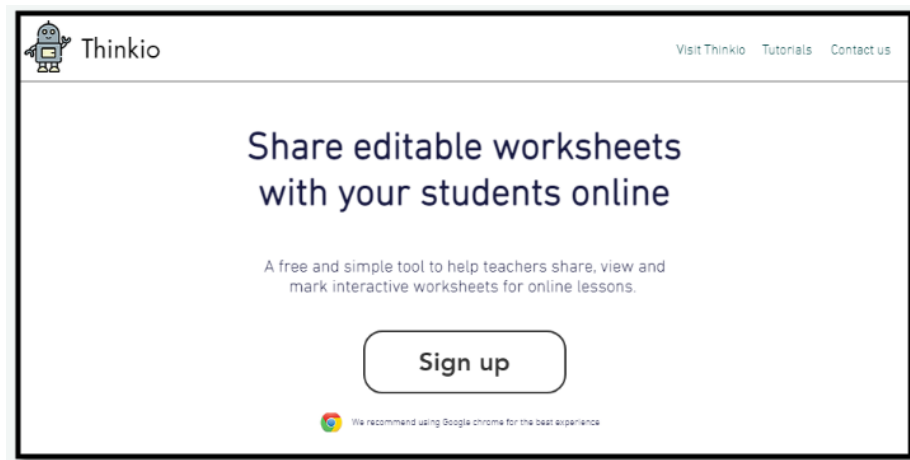 Thinkio
Visit Thinkio Tutorials Contact us
Share editable worksheets
with your students online
A free and simple tool to help teachers share, view and
mark interactive worksheets for online lessons.
Sign up
We recommend using Google chrome for the best experience